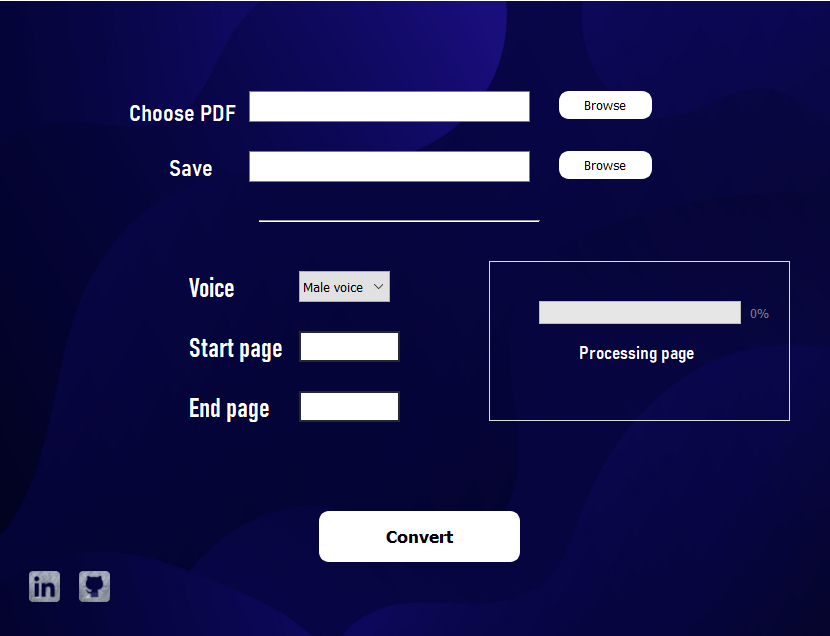 Choose PDF
Browse
Save
Browse
Voice
Male voice
0%
Start page
Processing page
End page
Convert
in